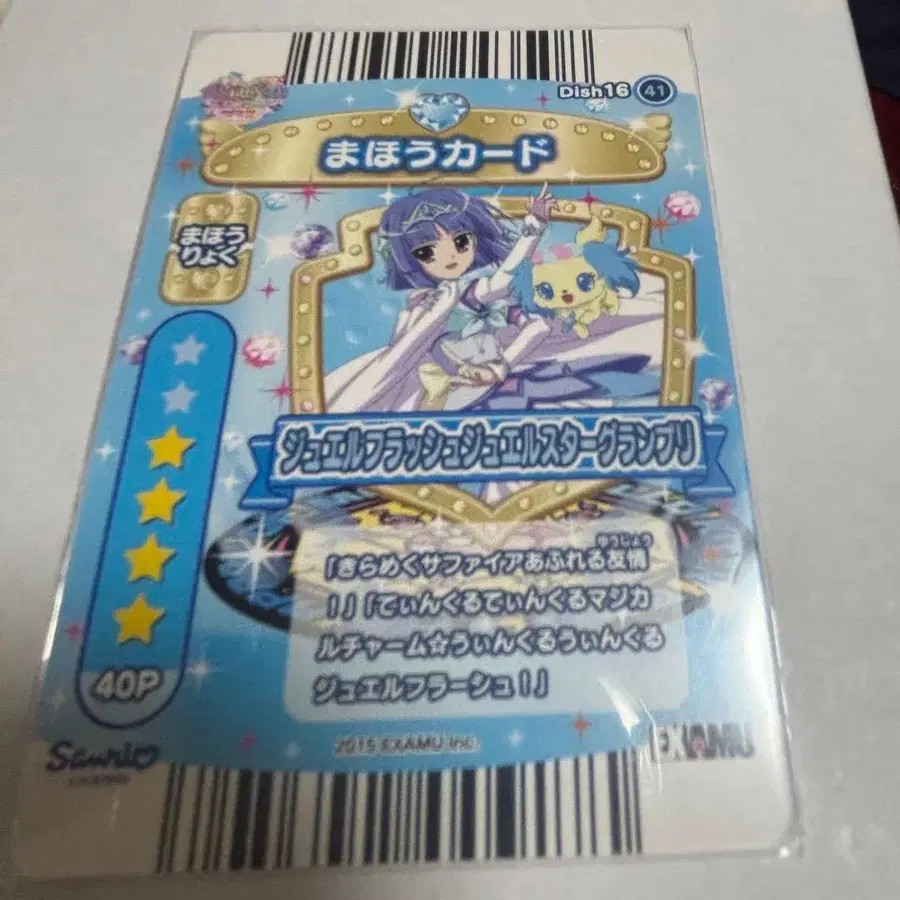 Dish16 41
まほうカード
まほう
りょく
ジュエルフラッシュジュエルスターグランプリ
ゆうじょう
「きらめくサファイアあふれる友情
！」「てぃんくるてぃんくるマジカ
ルチャーム☆うぃんくるうぃんぐる
ジュエルフラーシュ！」
40P
2015 EXAMU Inc.
Sanrio
EXAMU